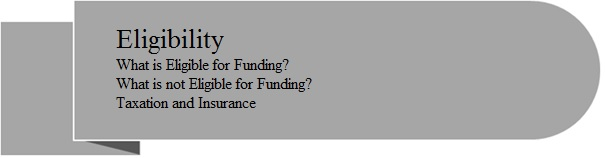 Eligibility
What is Eligible for Funding?
What is not Eligible for Funding?
Taxation and Insurance